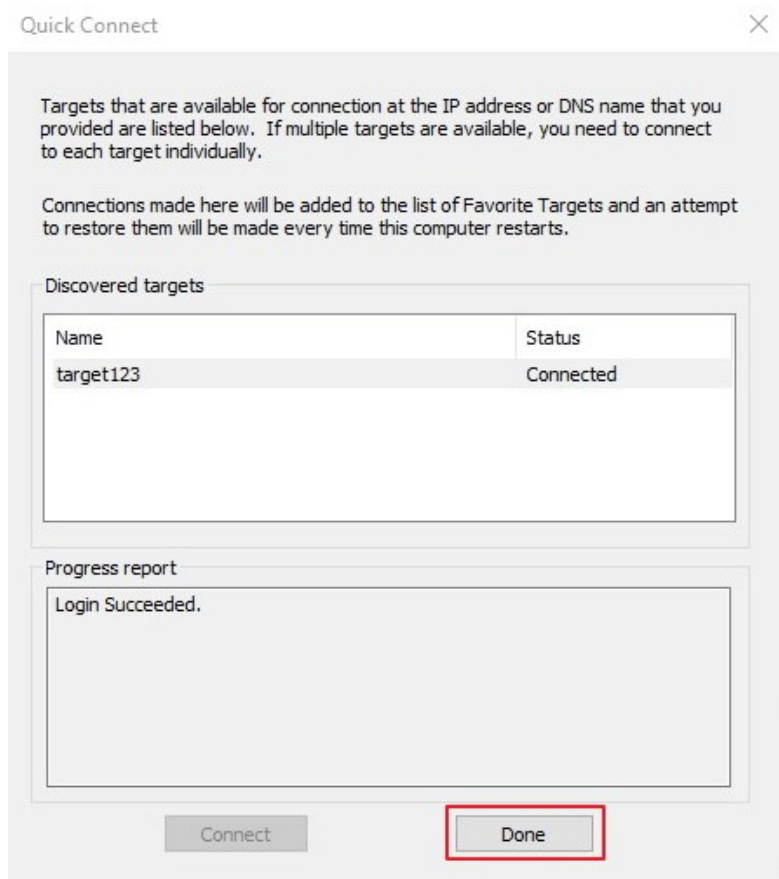 Quick Connect
Targets that are available for connection at the IP address or DNS name that you
provided are listed below. If multiple targets are available, you need to connect
to each target individually.
Connections made here will be added to the list of Favorite Targets and an attempt
to restore them will be made every time this computer restarts.
Discovered targets
Name Status
target123 Connected
Progress report
Login Succeeded.
Connect Done